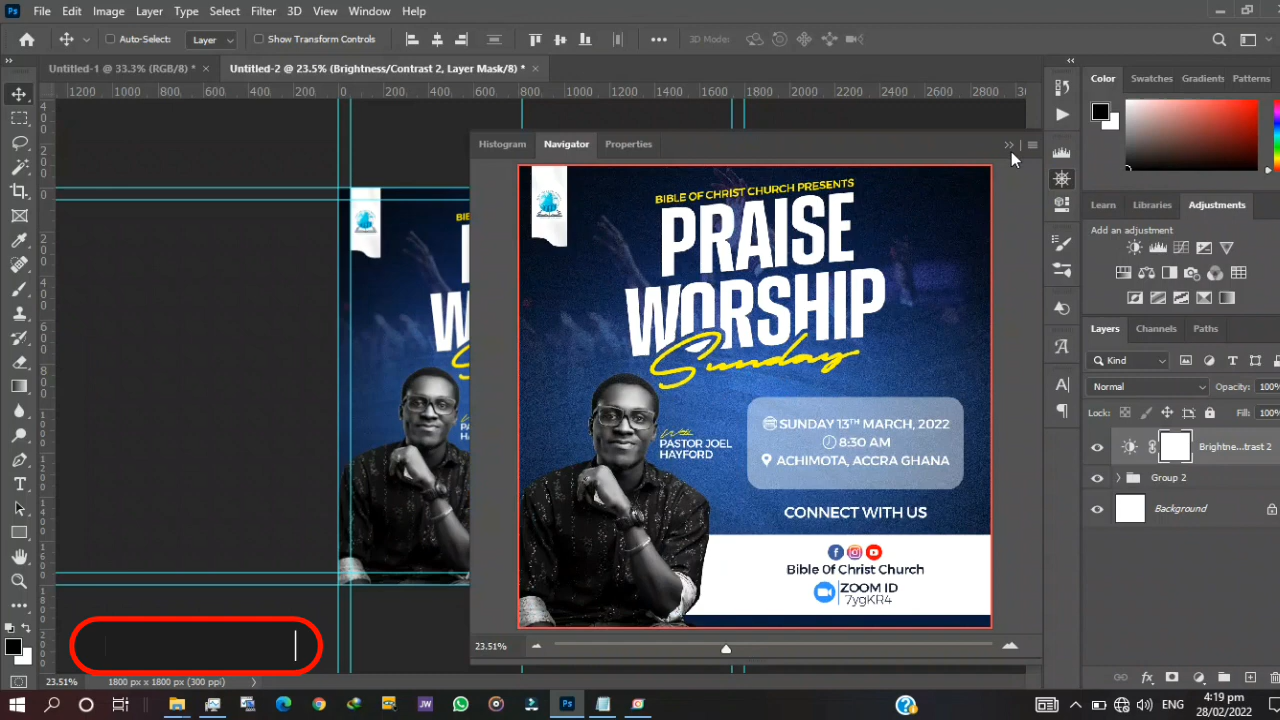 Ps File Edit Image Layer Type Select Filter 3D View Window Help
Auto-Select: Layer Show Transform Controls 3D Mode:
Untitled-1 @ 33.3% (RGB/8) * × Untitled-2 @ 23.5% (Brightness/Contrast 2, Layer Mask/8) * ×
1200 1000 800 600 400 200 0 200 400 600 800 1000 1200 1400 1600 1800 2000 2200 2400 2600 2800
Color Swatches Gradients Patterns
Histogram Navigator Properties
BIBLE OF CHRIST CHURCH PRESENTS
PRAISE
WORSHIP
Sunday
With
PASTOR JOEL
HAYFORD
SUNDAY 13TH MARCH, 2022
8:30 AM
ACHIMOTA, ACCRA GHANA
CONNECT WITH US
Bible Of Christ Church
ZOOM ID
7ygKR4
23.51%
Learn Libraries Adjustments
Add an adjustment
Layers Channels Paths
Kind
Normal Opacity: 100%
Lock: Fill: 100%
Brightne...trast 2
Group 2
Background
23.51% 1800 px x 1800 px (300 ppi)
4:19 pm
ENG
28/02/2022